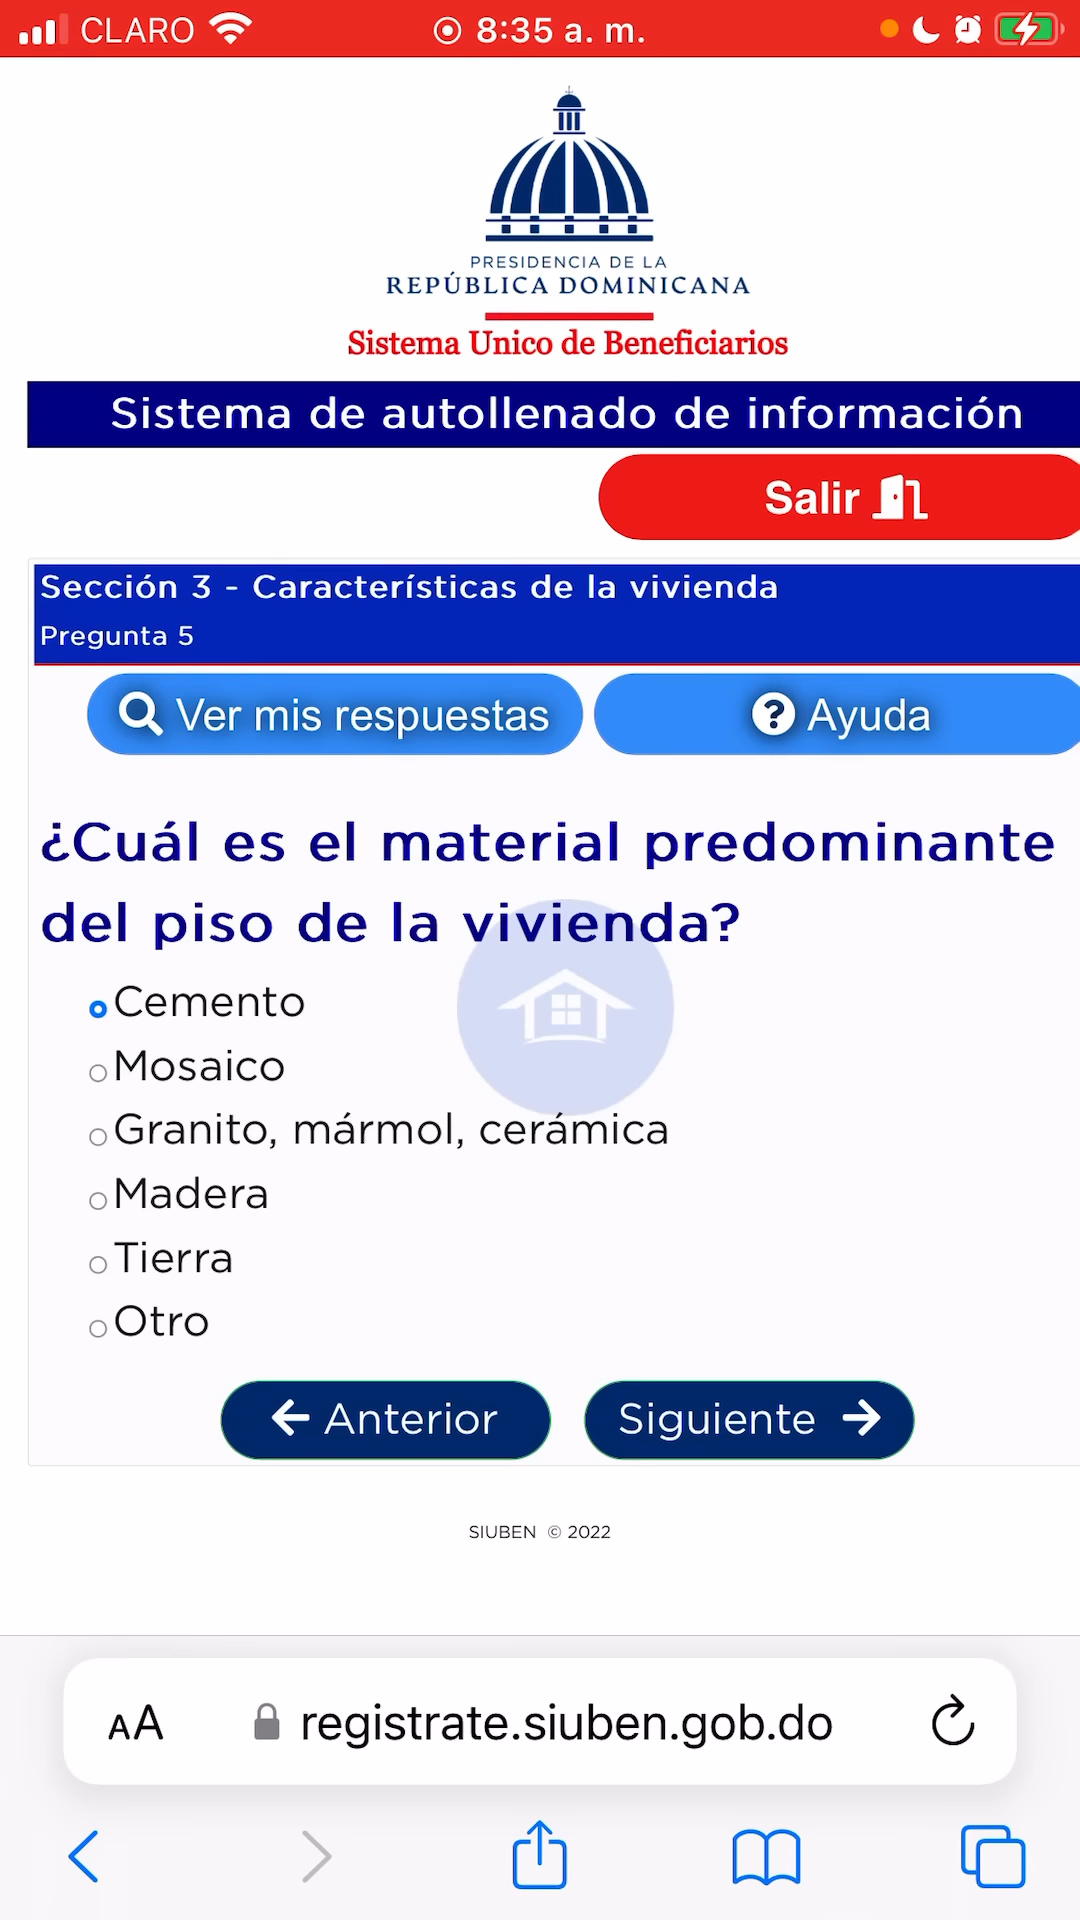 CLARO 8:35 a. m.
PRESIDENCIA DE LA
REPÚBLICA DOMINICANA
Sistema Unico de Beneficiarios
Sistema de autollenado de información
Salir
Sección 3 - Características de la vivienda
Pregunta 5
Ver mis respuestas
Ayuda
¿Cuál es el material predominante
del piso de la vivienda?
Cemento
Mosaico
Granito, mármol, cerámica
Madera
Tierra
Otro
Anterior
Siguiente
SIUBEN © 2022
AA registrate.siuben.gob.do